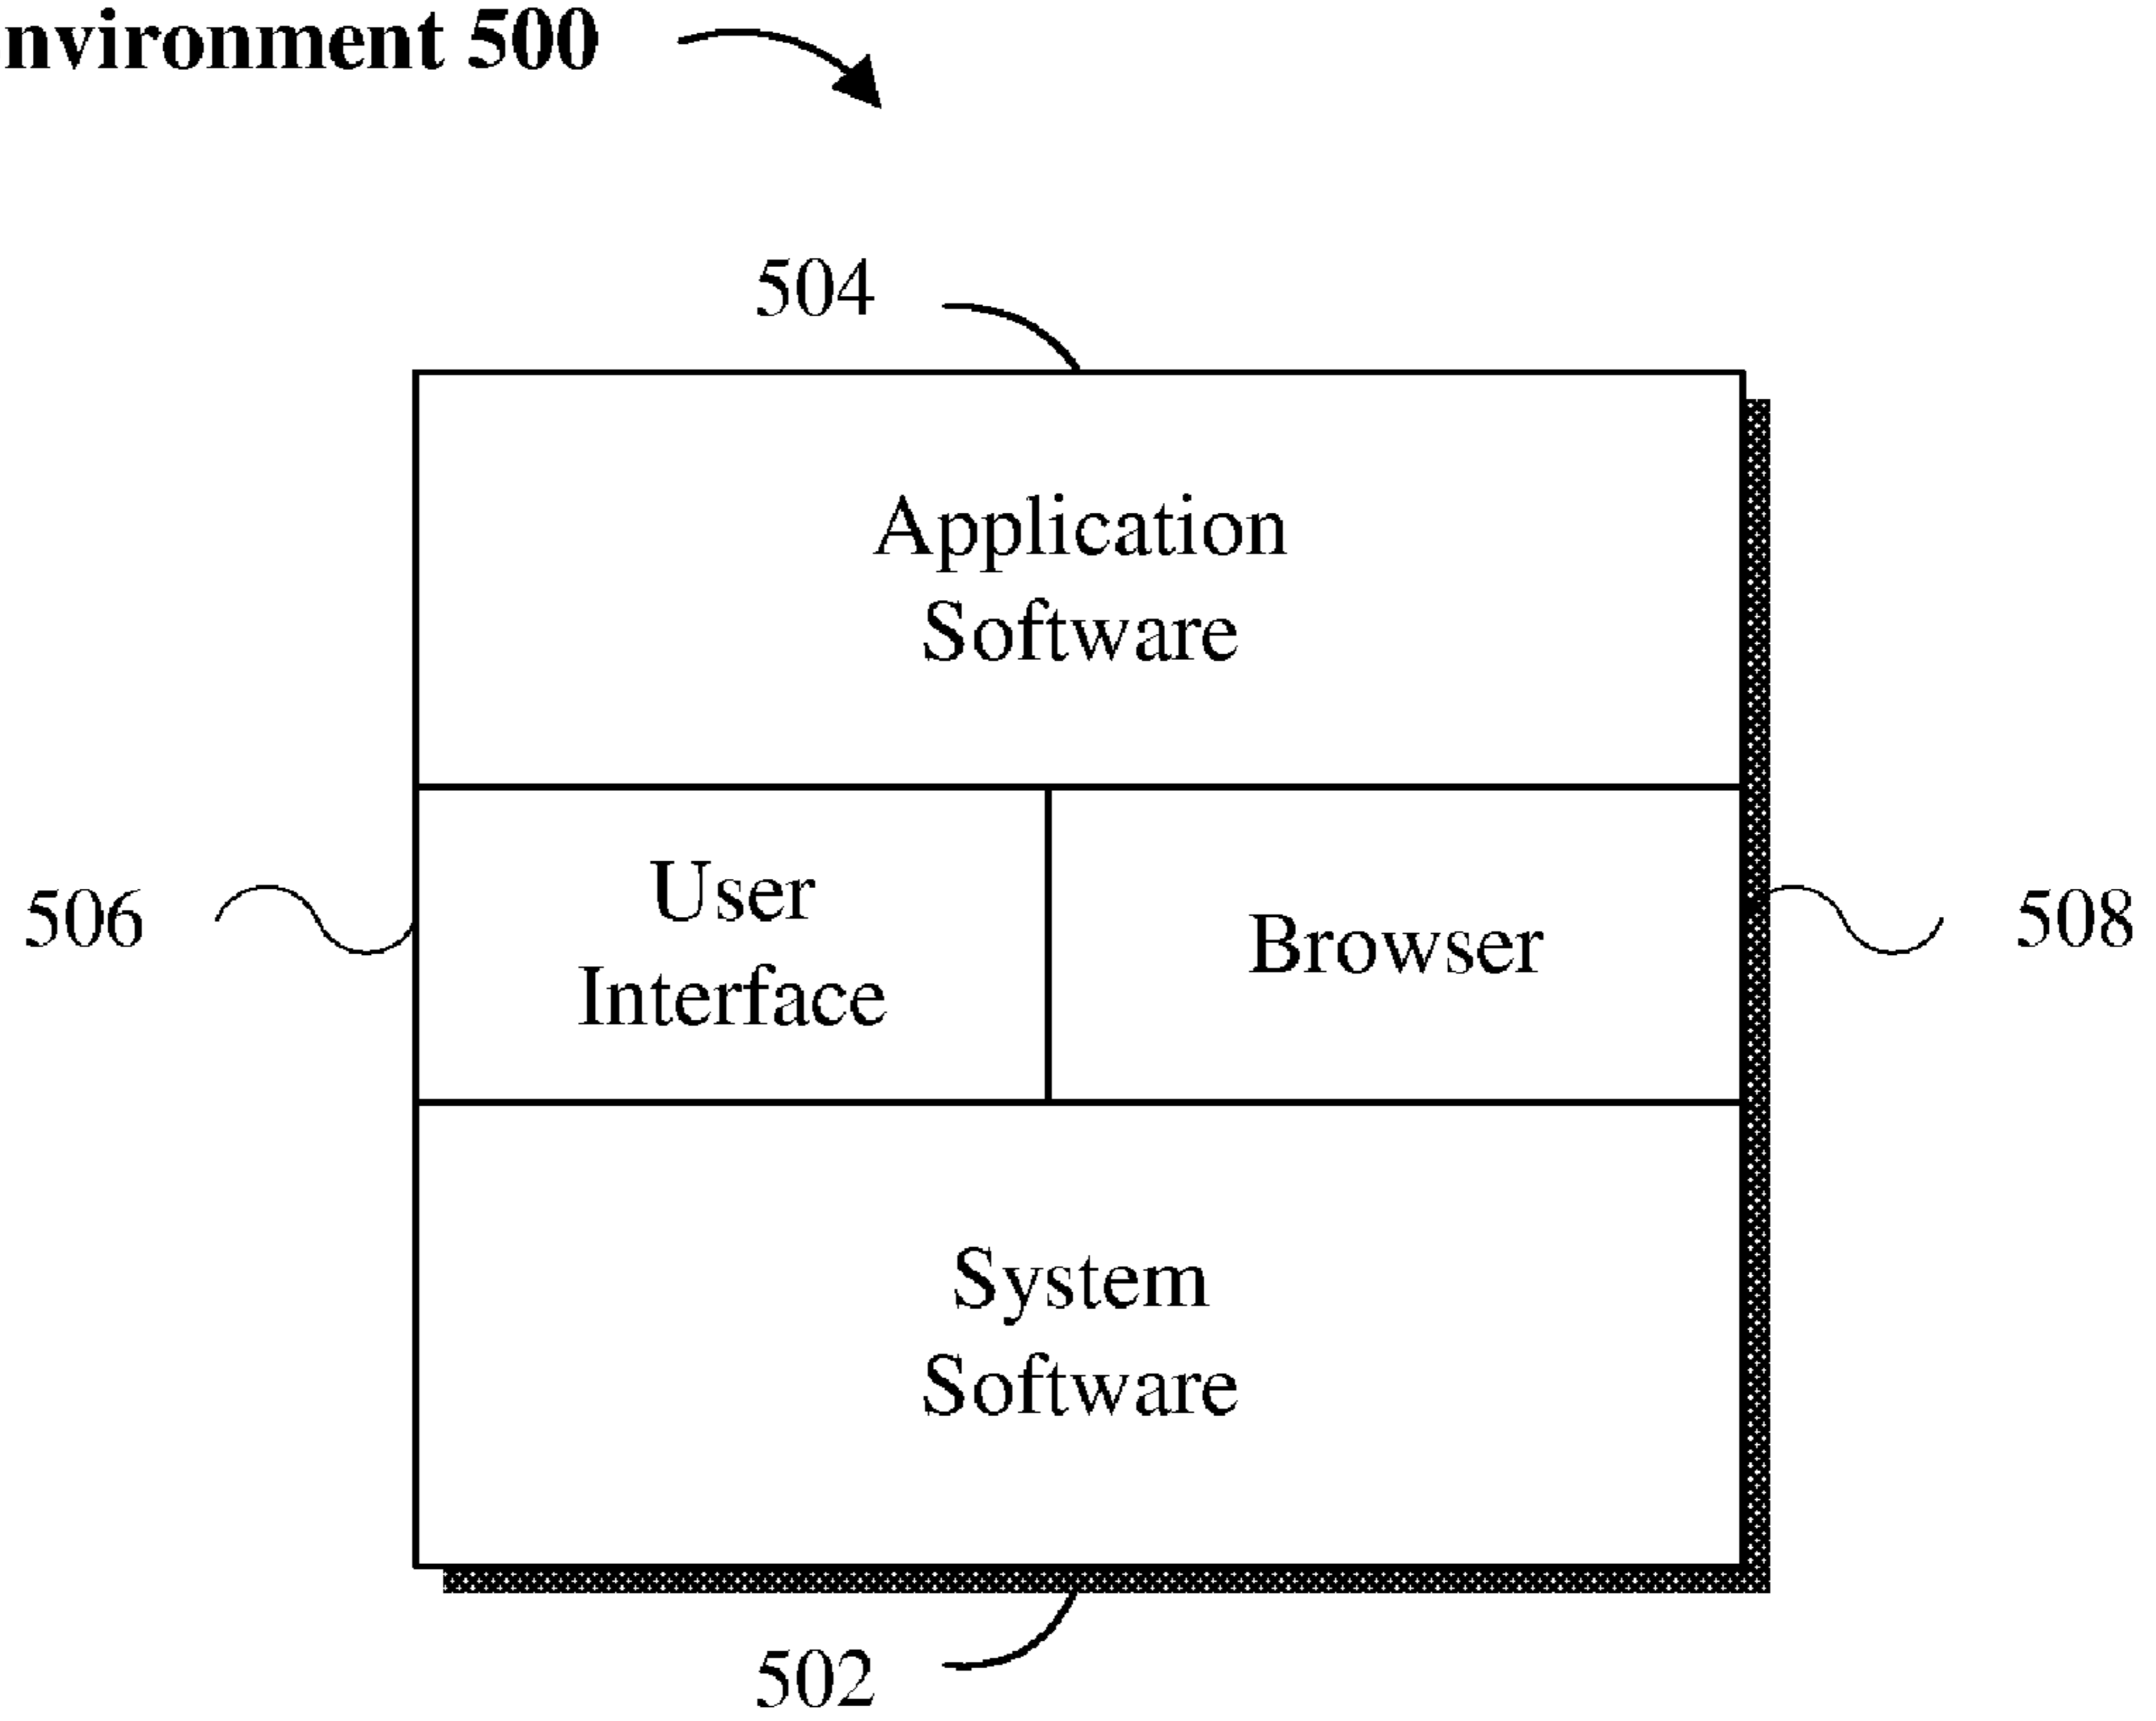 nvironment 500
504
Application
Software
User
Interface
506
Browser
508
System
Software
502